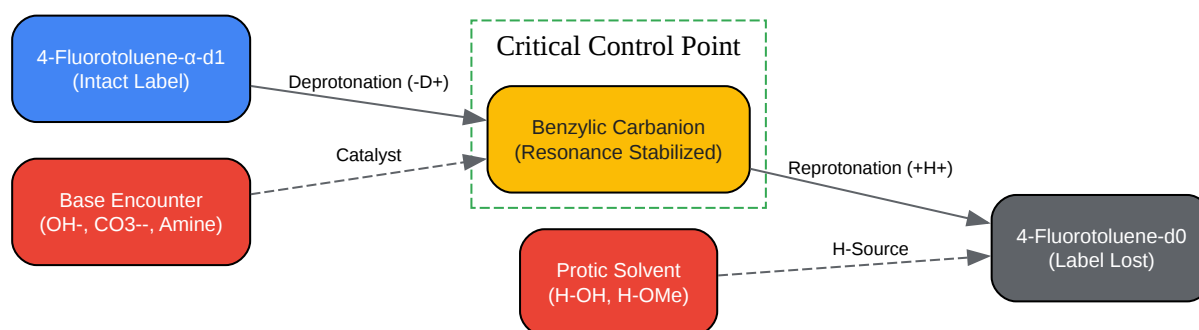 4-Fluorotoluene-α-d1
(Intact Label)
Deprotonation (-D+)
Base Encounter
(OH-, CO3--, Amine)
Catalyst
Critical Control Point
Benzylic Carbanion
(Resonance Stabilized)
Reprotonation (+H+)
Protic Solvent
(H-OH, H-OMe)
H-Source
4-Fluorotoluene-d0
(Label Lost)